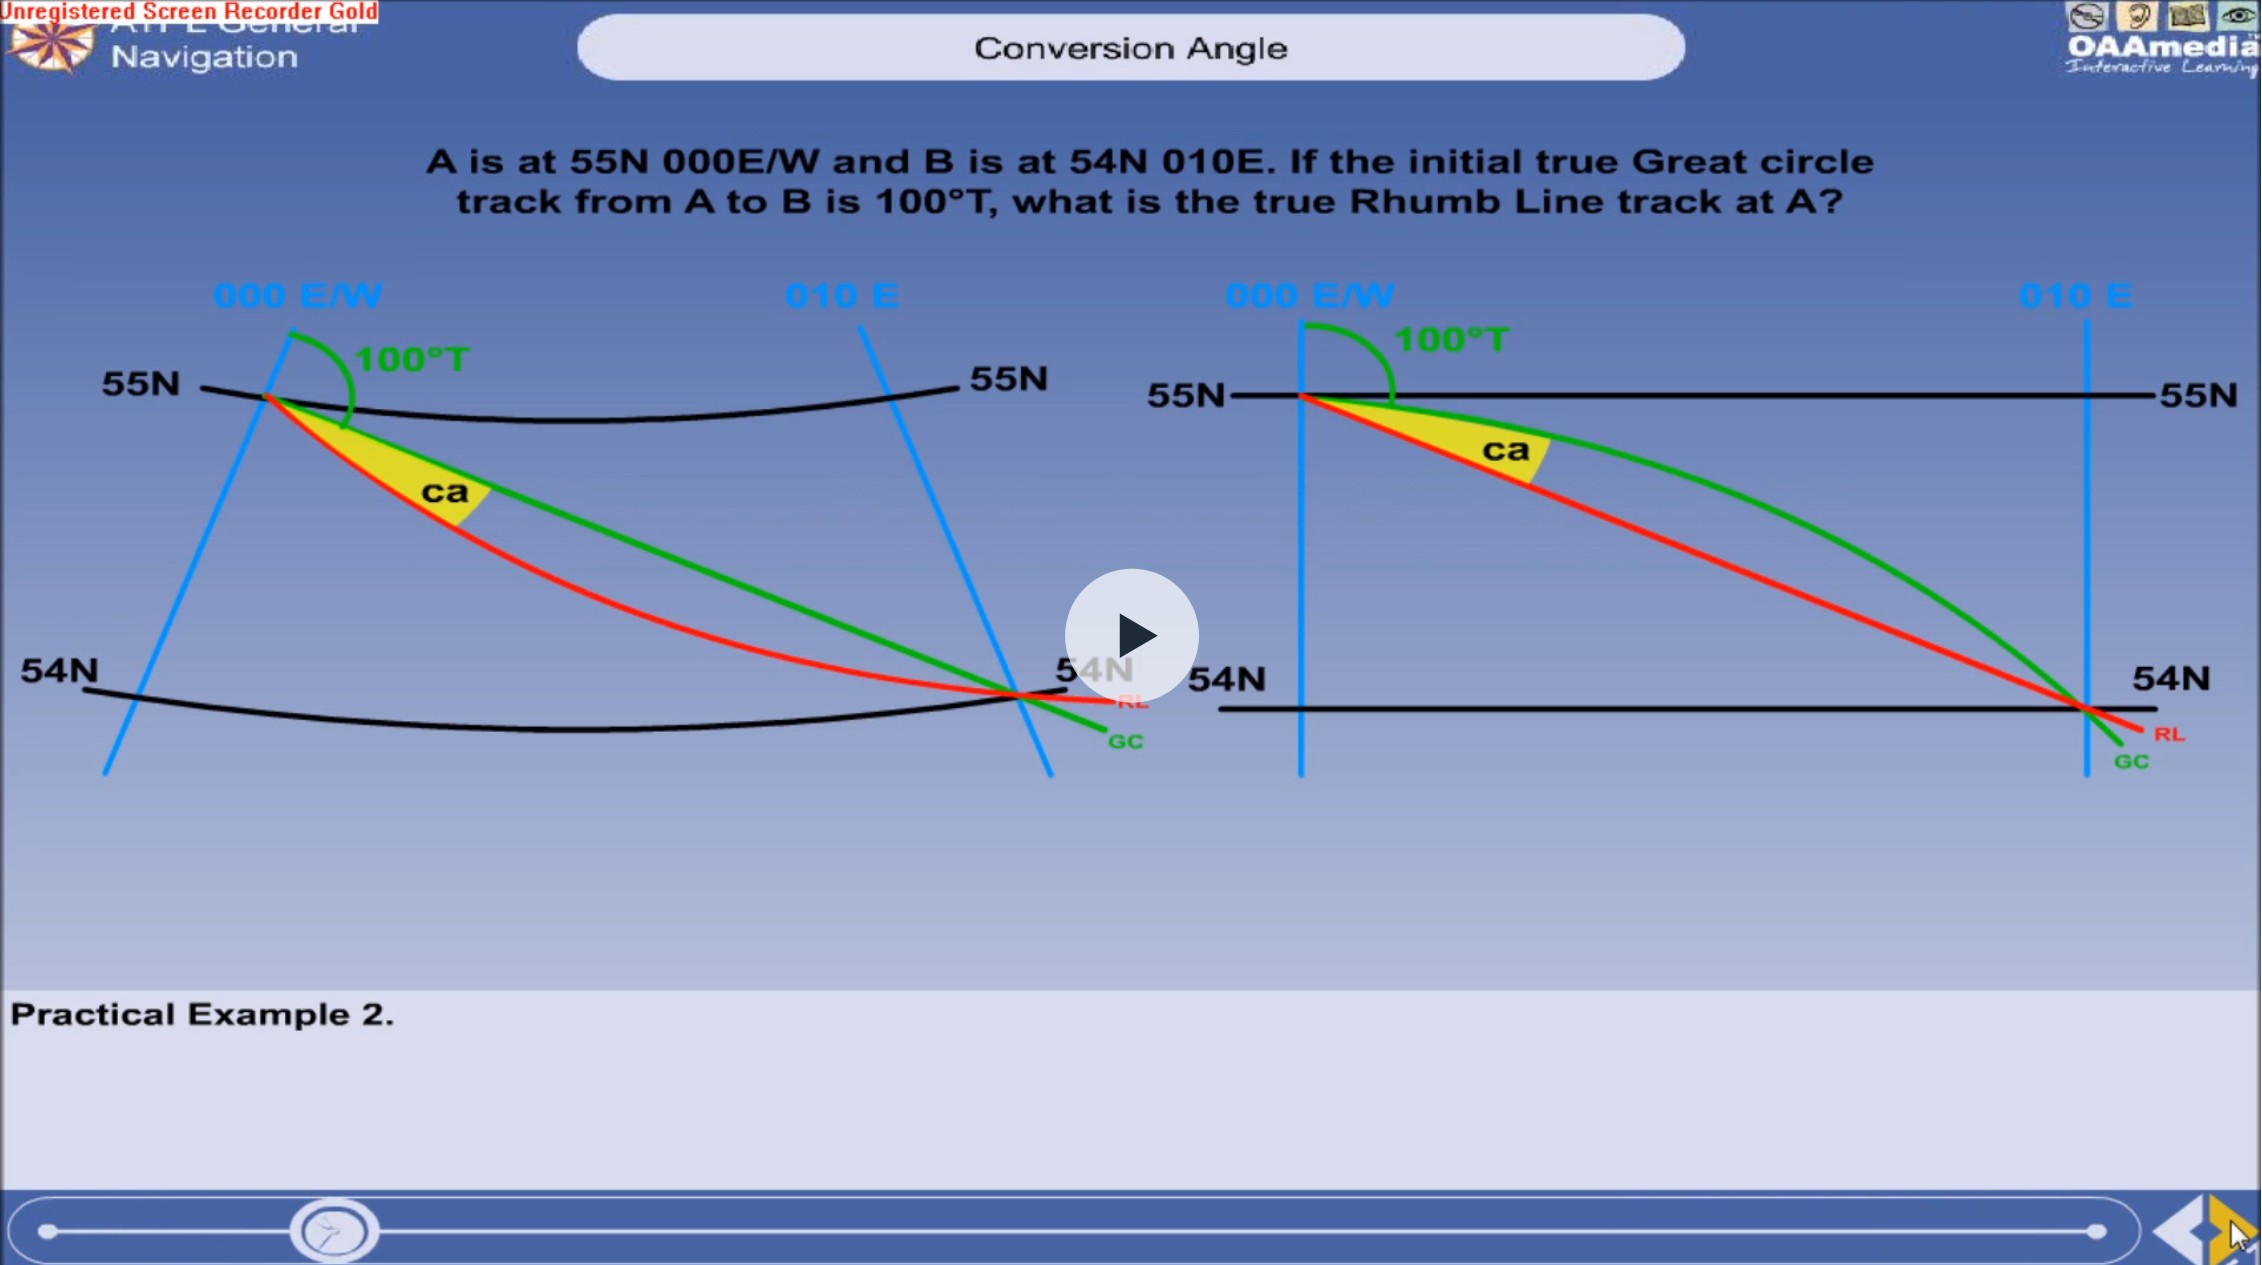 Unregistered Screen Recorder Gold
ATPL General
Navigation
Conversion Angle
OAAmedia
Interactive Learning
A is at 55N 000E/W and B is at 54N 010E. If the initial true Great circle
track from A to B is 100°T, what is the true Rhumb Line track at A?
000 E/W
010 E
100°T
55N
55N
ca
54N
54N
RL
GC
000 E/W
010 E
100°T
55N
55N
ca
54N
54N
RL
GC
Practical Example 2.